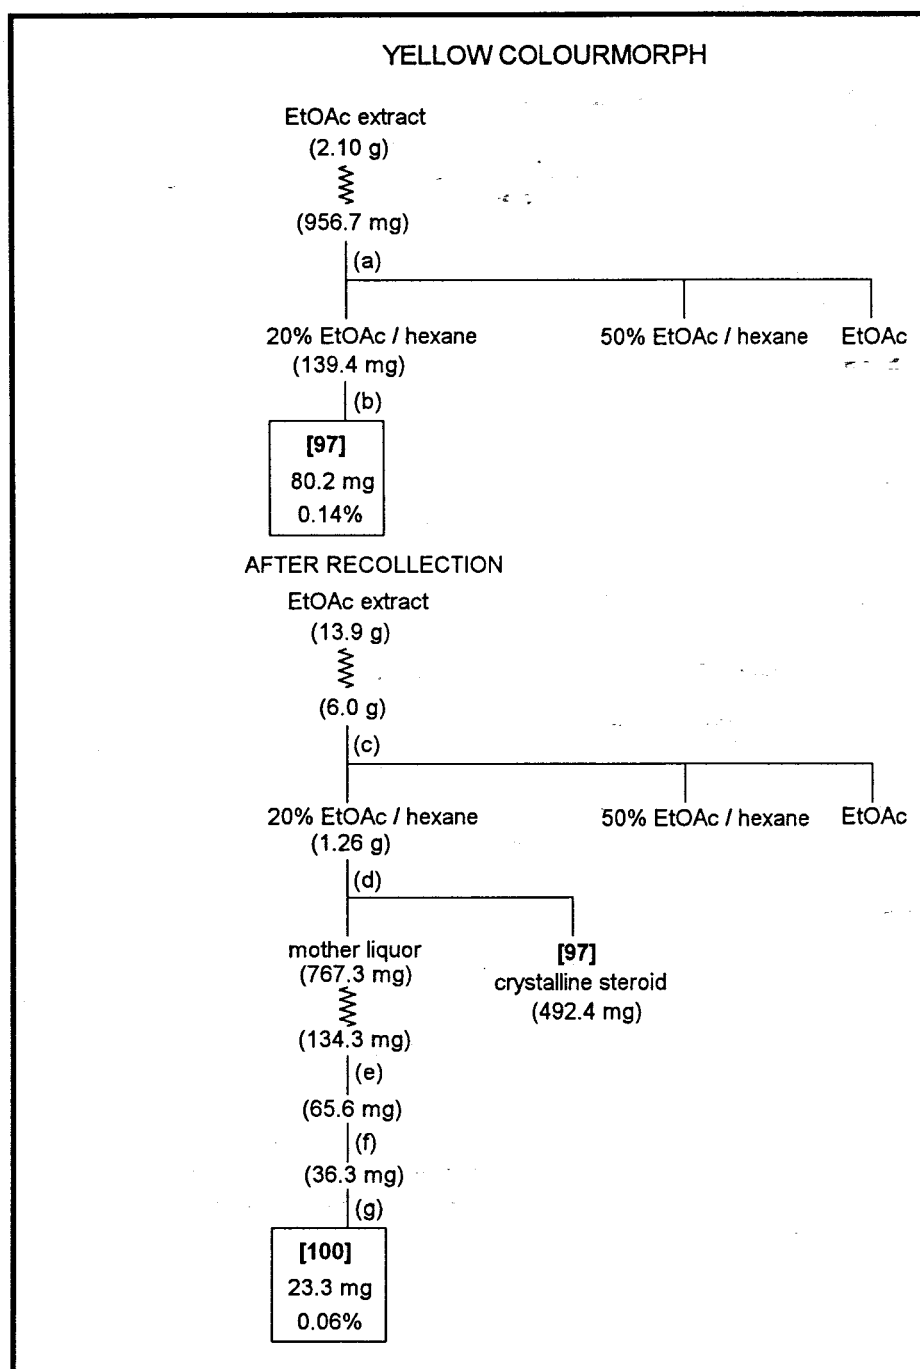 YELLOW COLOURMORPH
EtOAc extract
(2.10 g)
(956.7 mg)
(a)
20% EtOAc / hexane
50% EtOAc / hexane
EtOAc
(139.4 mg)
(b)
[97]
80.2 mg
0.14%
AFTER RECOLLECTION
EtOAc extract
(13.9 g)
(6.0 g)
(c)
20% EtOAc / hexane
50% EtOAc / hexane
EtOAc
(1.26 g)
(d)
mother liquor
(767.3 mg)
[97]
crystalline steroid
(492.4 mg)
(134.3 mg)
(e)
(65.6 mg)
(f)
(36.3 mg)
(g)
[100]
23.3 mg
0.06%